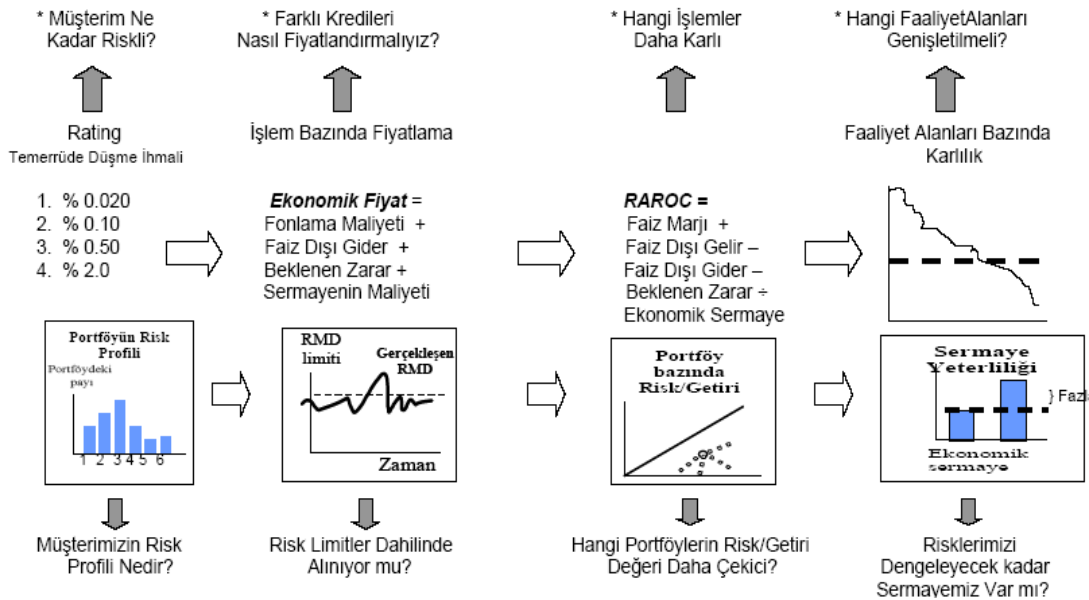 * Müşterim Ne
Kadar Riskli?
* Farklı Kredileri
Nasıl Fiyatlandırmalıyız?
* Hangi İşlemler
Daha Karlı
* Hangi FaaliyetAlanları
Genişletilmeli?
Rating
Temerrüde Düşme İhmali
İşlem Bazında Fiyatlama
Faaliyet Alanları Bazında
Karlılık
1. % 0.020
2. % 0.10
3. % 0.50
4. % 2.0
Ekonomik Fiyat =
Fonlama Maliyeti +
Faiz Dışı Gider +
Beklenen Zarar +
Sermayenin Maliyeti
RAROC =
Faiz Marjı +
Faiz Dışı Gelir –
Faiz Dışı Gider –
Beklenen Zarar ÷
Ekonomik Sermaye
Portföyün Risk
Profili
Portföydeki
payı
1 2 3 4 5 6
RMD
limiti
Gerçekleşen
RMD
Zaman
Portföy
bazında
Risk/Getiri
Sermaye
Yeterliliği
} Fazla
Ekonomik
sermaye
Müşterimizin Risk
Profili Nedir?
Risk Limitler Dahilinde
Alınıyor mu?
Hangi Portföylerin Risk/Getiri
Değeri Daha Çekici?
Risklerimizi
Dengeleyecek kadar
Sermayemiz Var mı?